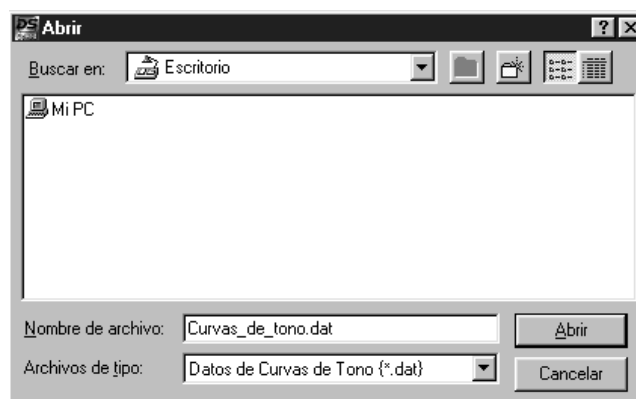 Abrir
Buscar en: Escritorio
Mi PC
Nombre de archivo: Curvas_de_tono.dat Abrir
Archivos de tipo: Datos de Curvas de Tono {*.dat} Cancelar